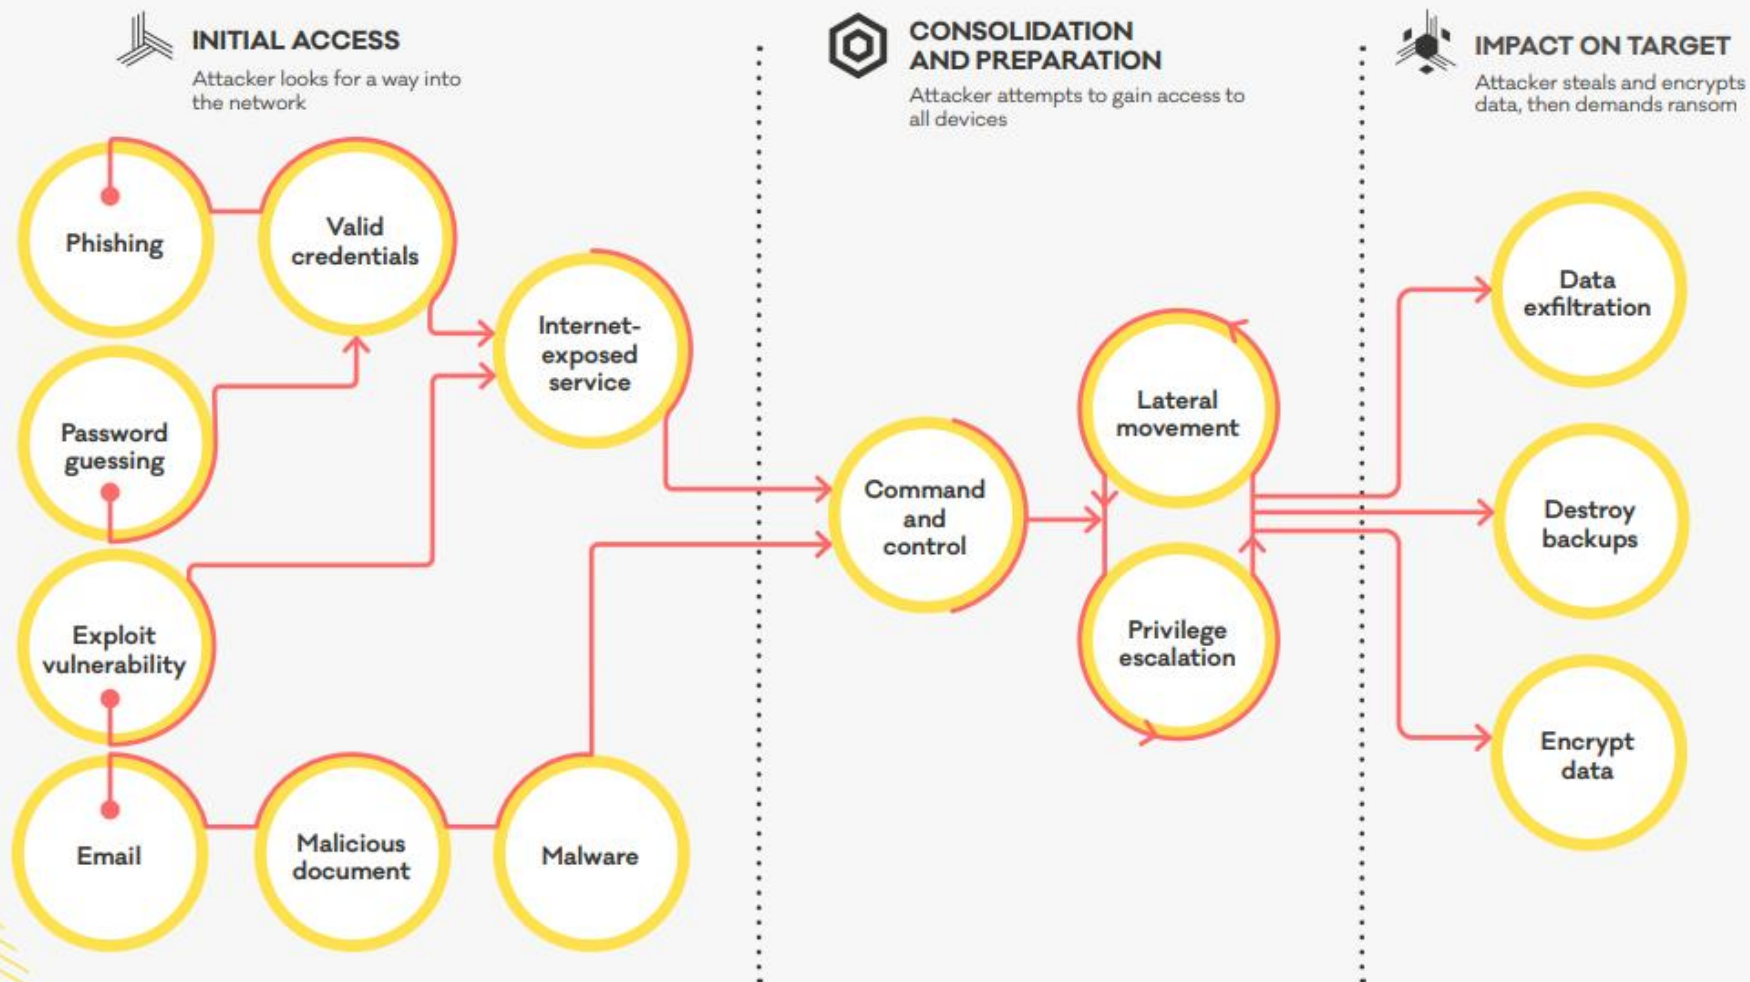 INITIAL ACCESS
Attacker looks for a way into
the network
Phishing
Valid
credentials
Internet-
exposed
service
Password
guessing
Exploit
vulnerability
Email
Malicious
document
Malware
CONSOLIDATION
AND PREPARATION
Attacker attempts to gain access to
all devices
Command
and
control
Lateral
movement
Privilege
escalation
IMPACT ON TARGET
Attacker steals and encrypts
data, then demands ransom
Data
exfiltration
Destroy
backups
Encrypt
data